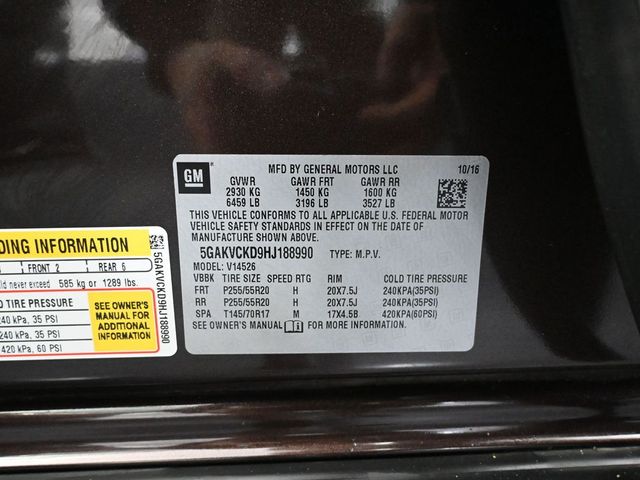 GM
MFD BY GENERAL MOTORS LLC 10/16
GVWR GAWR FRT GAWR RR
2930 KG 1450 KG 1600 KG
6459 LB 3196 LB 3527 LB
THIS VEHICLE CONFORMS TO ALL APPLICABLE U.S. FEDERAL MOTOR
VEHICLE SAFETY STANDARDS IN EFFECT ON THE DATE OF
MANUFACTURE SHOWN ABOVE.
5GAKVCKD9HJ188990 TYPE: M.P.V.
MODEL: V14526
VBBK TIRE SIZE SPEED RTG RIM COLD TIRE PRESSURE
FRT P255/55R20 H 20X7.5J 240KPA(35PSI)
RR P255/55R20 H 20X7.5J 240KPA(35PSI)
SPA T145/70R17 M 17X4.5B 420KPA(60PSI)
SEE OWNER'S MANUAL FOR MORE INFORMATION.
DING INFORMATION
FRONT 2 REAR 5
ld never exceed 585 kg or 1289 lbs.
D TIRE PRESSURE
240 kPa, 35 PSI
240 kPa, 35 PSI
420 kPa, 60 PSI
SEE OWNER'S
MANUAL FOR
ADDITIONAL
INFORMATION
5GAKVCKD9HJ188990